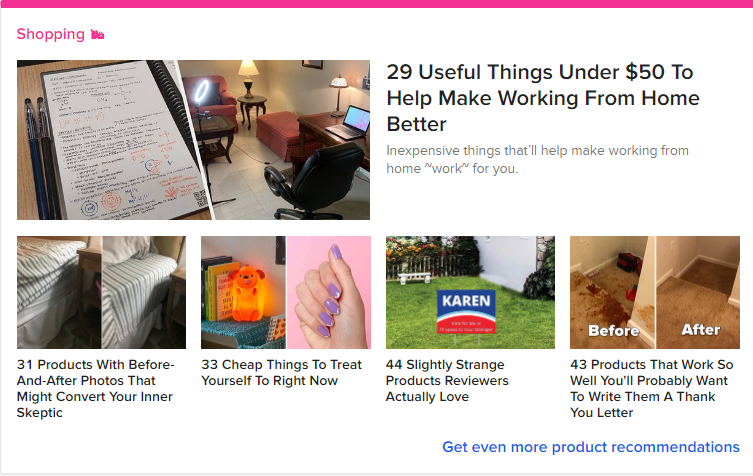 Shopping
29 Useful Things Under $50 To
Help Make Working From Home
Better
Inexpensive things that'll help make working from
home ~work~ for you.
KAREN
Before
After
31 Products With Before-
And-After Photos That
Might Convert Your Inner
Skeptic
33 Cheap Things To Treat
Yourself To Right Now
44 Slightly Strange
Products Reviewers
Actually Love
43 Products That Work So
Well You'll Probably Want
To Write Them A Thank
You Letter
Get even more product recommendations